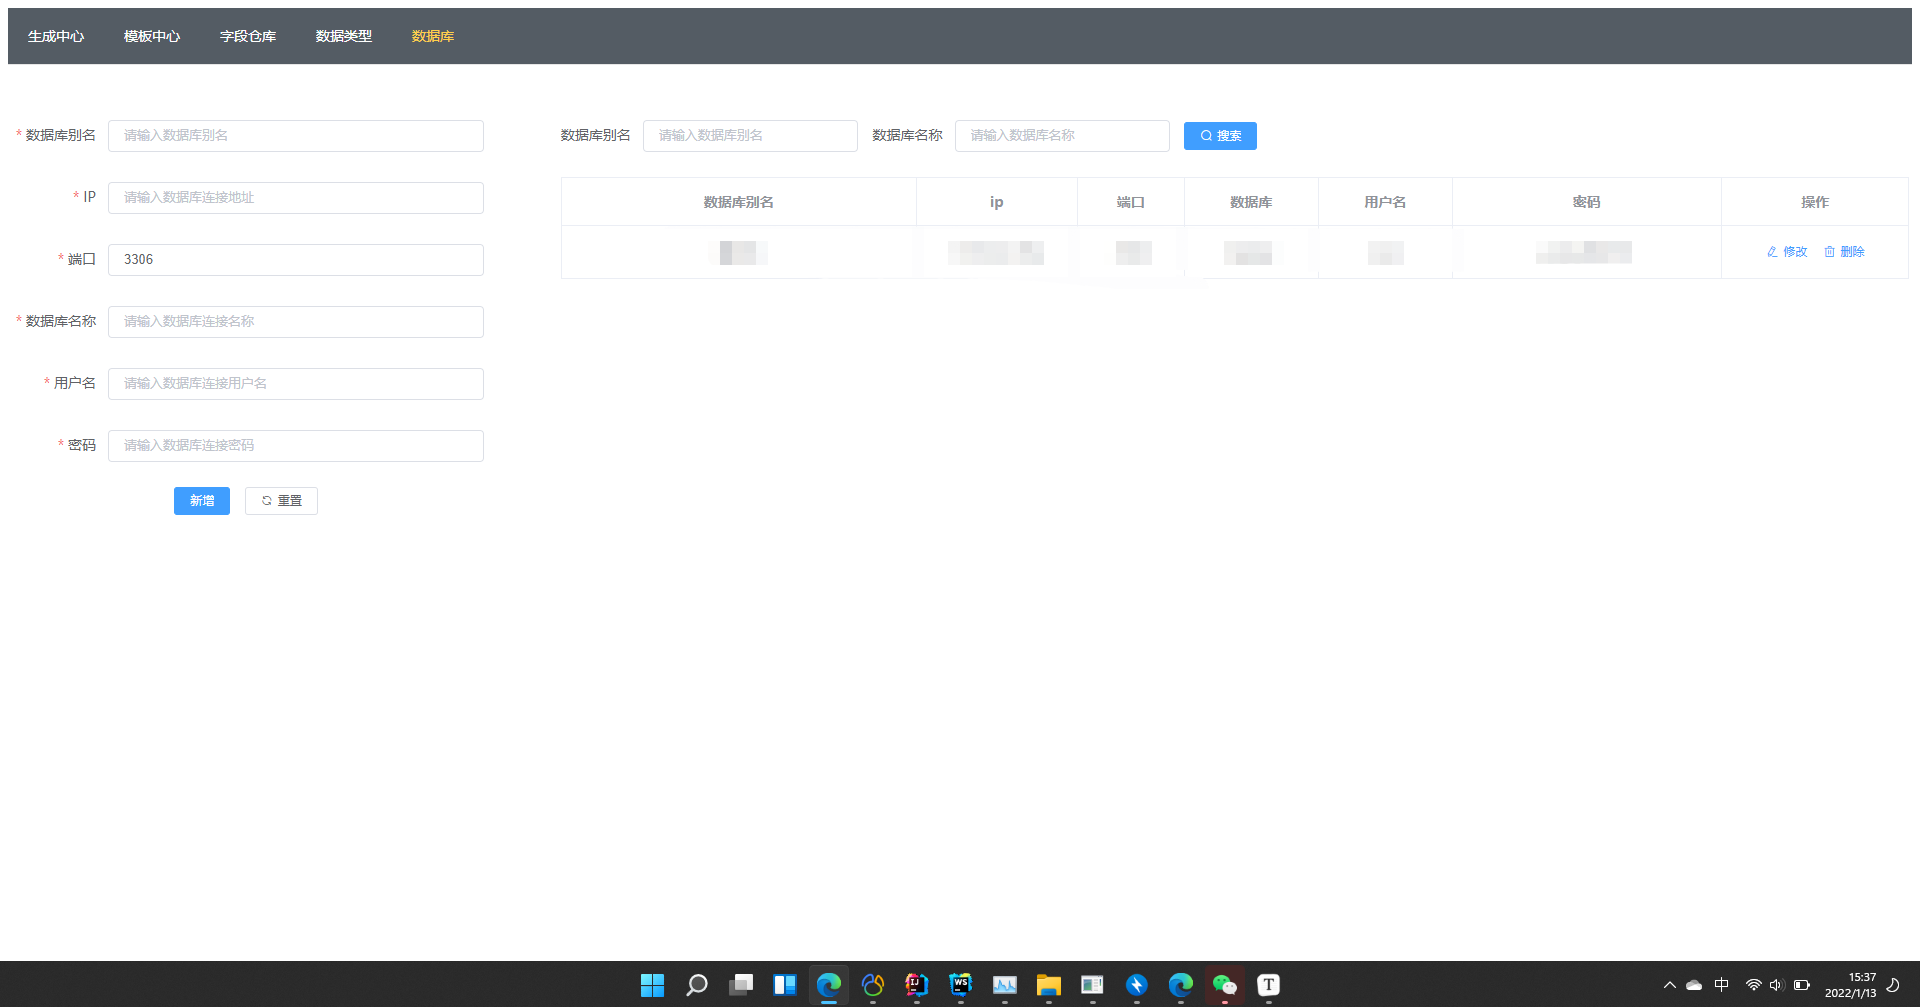 生成中心 模板中心 字段仓库 数据类型 数据库
* 数据库别名 请输入数据库别名
* IP 请输入数据库连接地址
* 端口 3306
* 数据库名称 请输入数据库连接名称
* 用户名 请输入数据库连接用户名
* 密码 请输入数据库连接密码
新增 重置
数据库别名 请输入数据库别名 数据库名称 请输入数据库名称 搜索
数据库别名 ip 端口 数据库 用户名 密码 操作
修改 删除
IJ WS T 中 15:37
2022/1/13